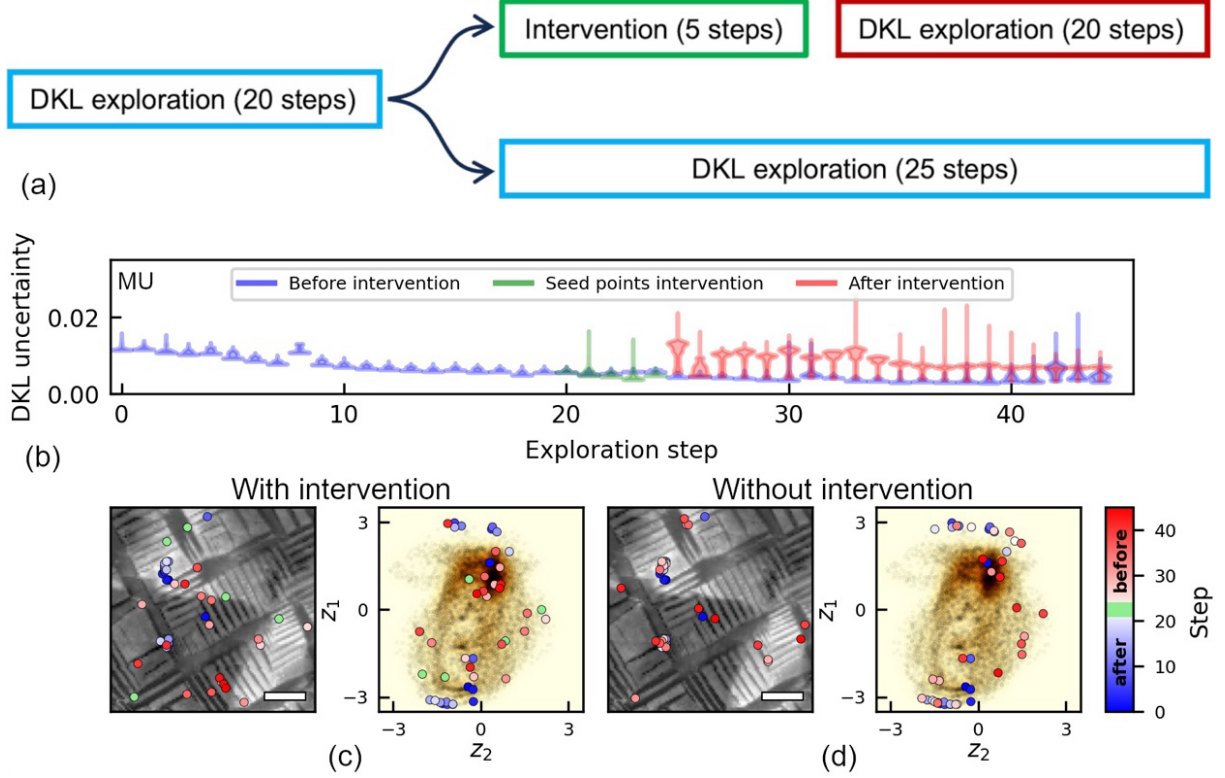 Intervention (5 steps)
DKL exploration (20 steps)
DKL exploration (20 steps)
DKL exploration (25 steps)
(a)
MU
Before intervention
Seed points intervention
After intervention
DKL uncertainty
0.02
0.00
0
10
20
30
40
Exploration step
(b)
With intervention
Without intervention
3
0
−3
z1
−3
0
3
z2
3
0
−3
z1
−3
0
3
z2
before
after
40
30
20
10
0
Step
(c)
(d)